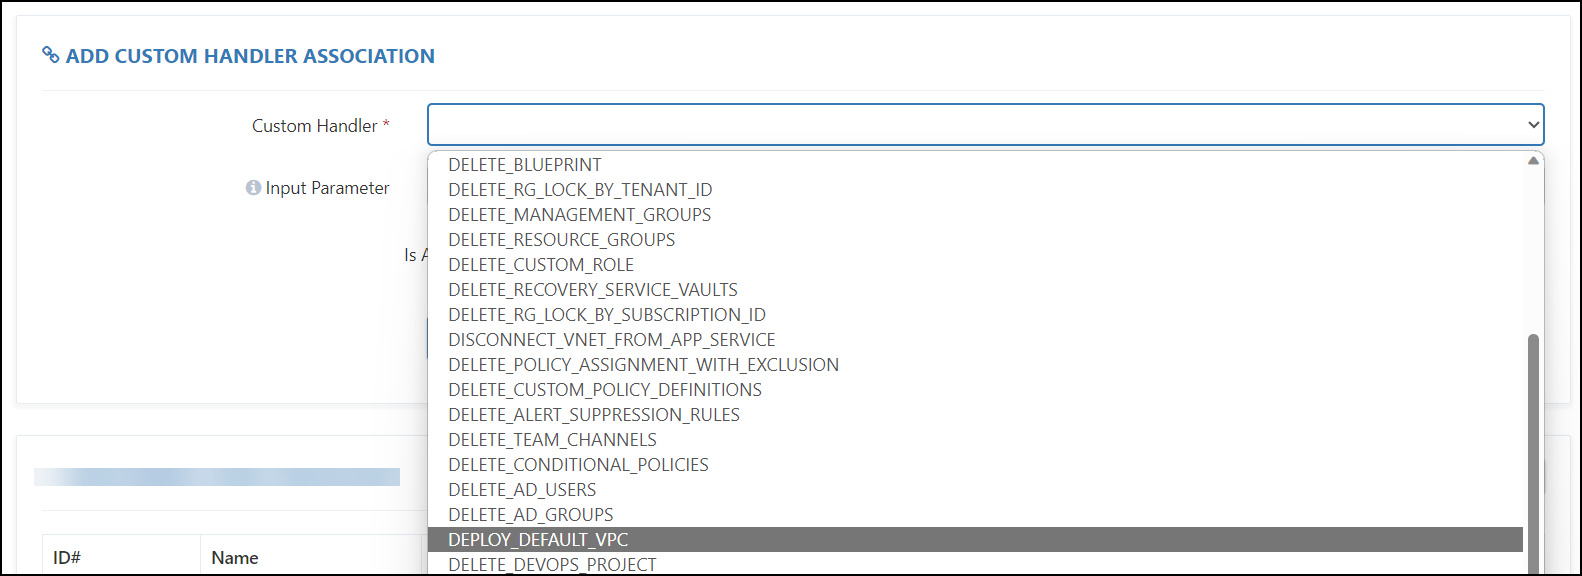 ADD CUSTOM HANDLER ASSOCIATION
Custom Handler *
Input Parameter
Is A
DELETE_BLUEPRINT
DELETE_RG_LOCK_BY_TENANT_ID
DELETE_MANAGEMENT_GROUPS
DELETE_RESOURCE_GROUPS
DELETE_CUSTOM_ROLE
DELETE_RECOVERY_SERVICE_VAULTS
DELETE_RG_LOCK_BY_SUBSCRIPTION_ID
DISCONNECT_VNET_FROM_APP_SERVICE
DELETE_POLICY_ASSIGNMENT_WITH_EXCLUSION
DELETE_CUSTOM_POLICY_DEFINITIONS
DELETE_ALERT_SUPPRESSION_RULES
DELETE_TEAM_CHANNELS
DELETE_CONDITIONAL_POLICIES
DELETE_AD_USERS
DELETE_AD_GROUPS
DEPLOY_DEFAULT_VPC
DELETE_DEVOPS_PROJECT
ID# Name